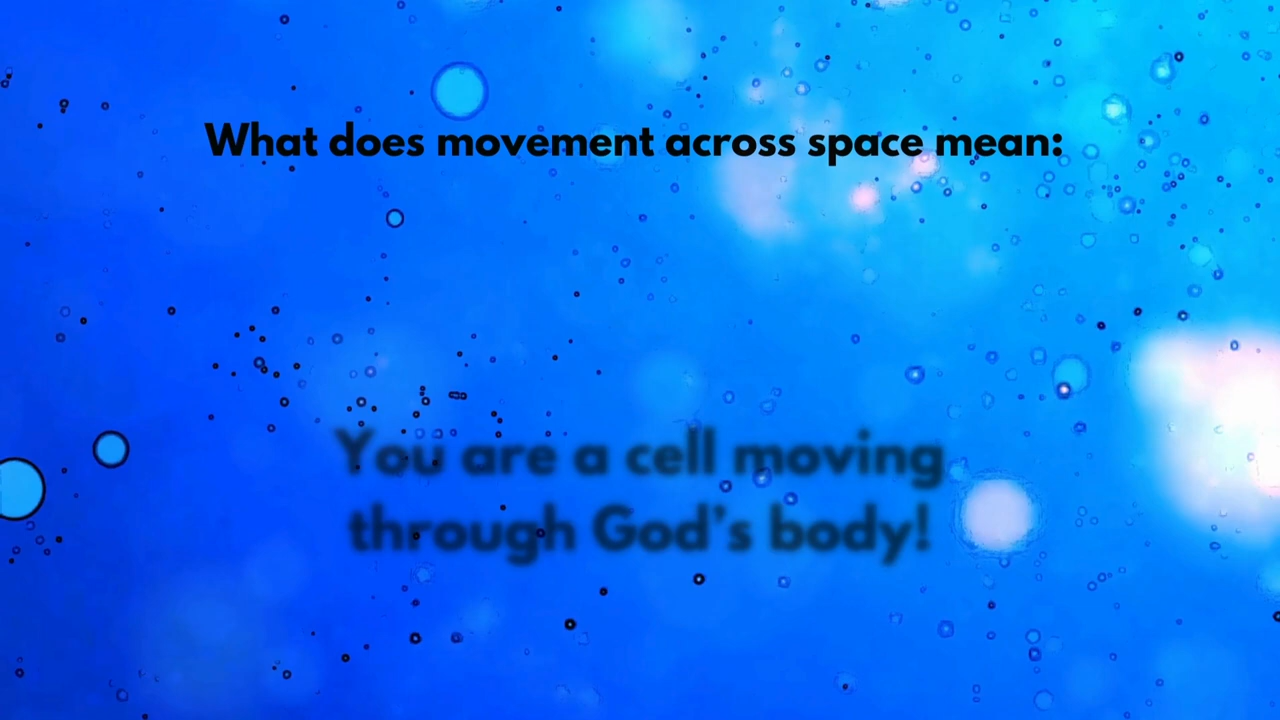 What does movement across space mean:
You are a cell moving
through God’s body!